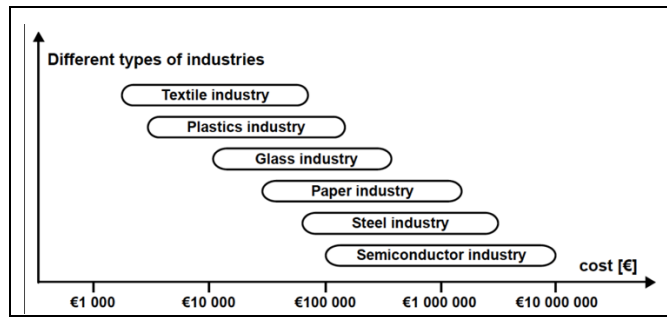 Different types of industries
Textile industry
Plastics industry
Glass industry
Paper industry
Steel industry
Semiconductor industry
cost [€]
€1 000 €10 000 €100 000 €1 000 000 €10 000 000